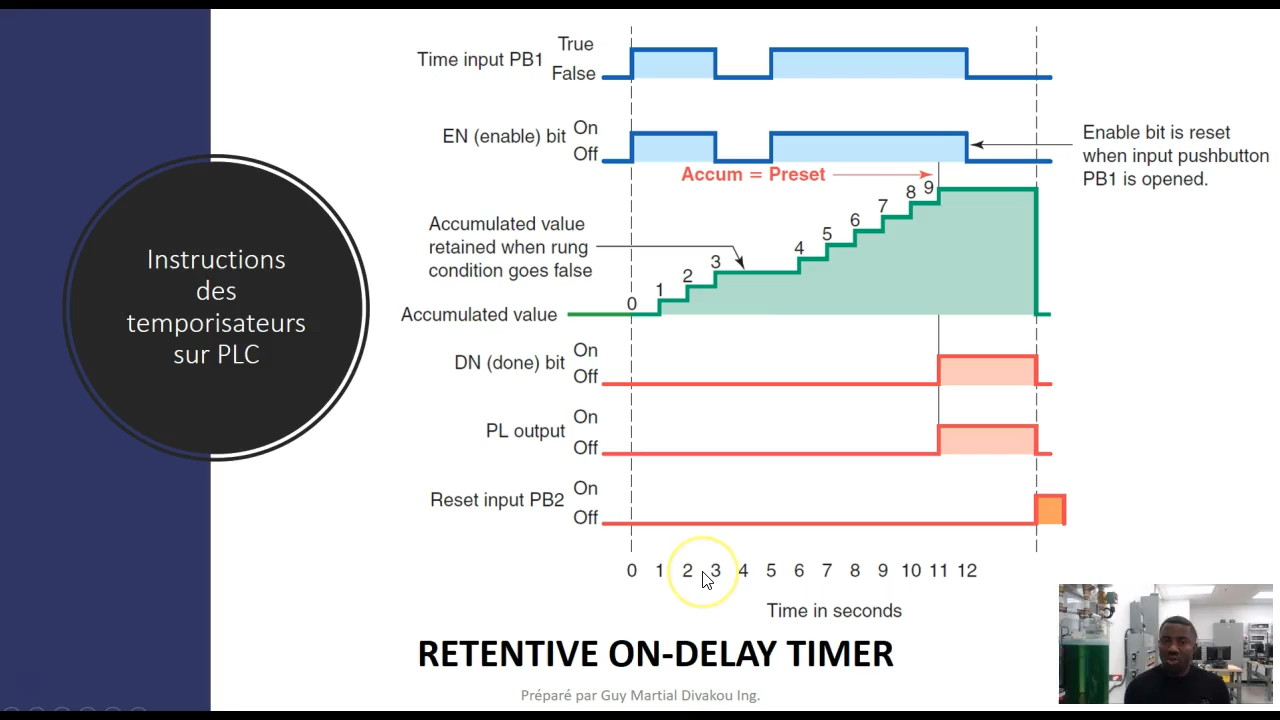 Instructions
des
temporisateurs
sur PLC
Time input PB1
True
False
EN (enable) bit
On
Off
Enable bit is reset
when input pushbutton
PB1 is opened.
Accum = Preset
Accumulated value
retained when rung
condition goes false
0
1
2
3
4
5
6
7
8
9
Accumulated value
DN (done) bit
On
Off
PL output
On
Off
Reset input PB2
On
Off
0 1 2 3 4 5 6 7 8 9 10 11 12
Time in seconds
RETENTIVE ON-DELAY TIMER
Préparé par Guy Martial Divakou Ing.